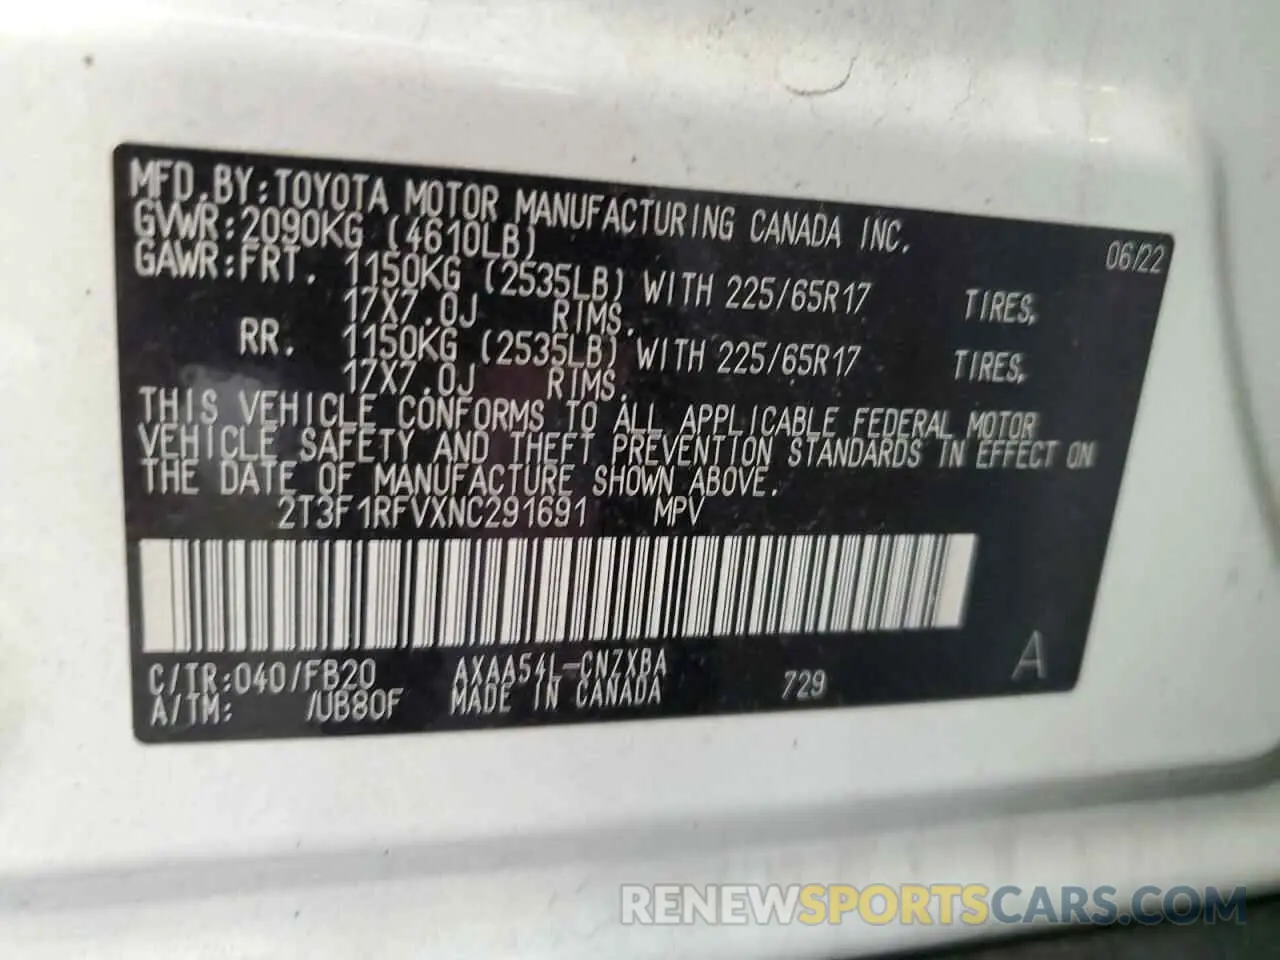 MFD.BY:TOYOTA MOTOR MANUFACTURING CANADA INC.
06/22
GVWR:2090KG (4610LB)
GAWR:FRT. 1150KG (2535LB) WITH 225/65R17 TIRES,
17X7.0J RIMS.
RR. 1150KG (2535LB) WITH 225/65R17 TIRES,
17X7.0J RIMS.
THIS VEHICLE CONFORMS TO ALL APPLICABLE FEDERAL MOTOR
VEHICLE SAFETY AND THEFT PREVENTION STANDARDS IN EFFECT ON
THE DATE OF MANUFACTURE SHOWN ABOVE.
2T3F1RFVXNC291691 MPV
C/TR:040/FB20 AXAA54L-CNZXBA
A/TM: /UB80F MADE IN CANADA 729 A
RENEWSPORTSCARS.COM